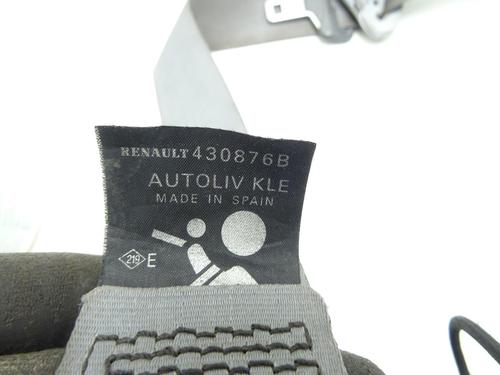 RENAULT 430876B
AUTOLIV KLE
MADE IN SPAIN
219 E